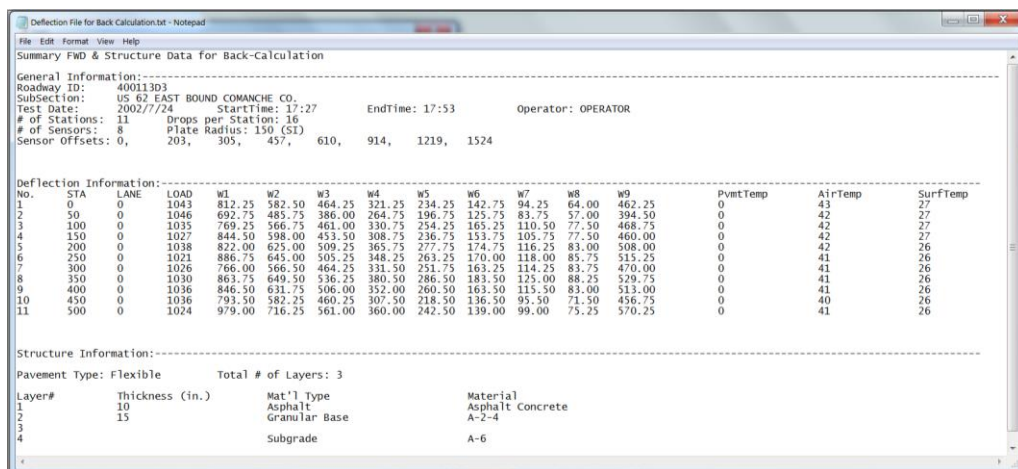 Deflection File for Back Calculation.txt - Notepad
File Edit Format View Help
Summary FWD & Structure Data for Back-Calculation
General Information:-----------------------------------------------------------------------------------------------
Roadway ID: 400113D3
SubSection: US 62 EAST BOUND COMANCHE CO.
Test Date: 2002/7/24 StartTime: 17:27 EndTime: 17:53 Operator: OPERATOR
# of Stations: 11 Drops per Station: 16
# of Sensors: 8 Plate Radius: 150 (SI)
Sensor Offsets: 0, 203, 305, 457, 610, 914, 1219, 1524
Deflection Information:-----------------------------------------------------------------------------------------------
No. STA LANE LOAD W1 W2 W3 W4 W5 W6 W7 W8 W9 PvmtTemp AirTemp SurfTemp
1 0 0 1043 812.25 582.50 464.25 321.25 234.25 142.75 94.25 64.00 462.25 0 43 27
2 50 0 1046 692.75 485.75 386.00 264.75 196.75 125.75 83.75 57.00 394.50 0 42 27
3 100 0 1035 769.25 566.75 461.00 330.75 254.25 165.25 110.50 77.50 468.75 0 42 27
4 150 0 1027 844.50 598.00 453.50 308.75 236.75 153.75 105.75 77.50 460.00 0 42 27
5 200 0 1038 822.00 625.00 509.25 365.75 277.75 174.75 116.25 83.00 508.00 0 42 26
6 250 0 1021 886.75 645.00 505.25 348.25 263.25 170.00 118.00 85.75 515.25 0 41 26
7 300 0 1026 766.00 566.50 464.25 331.50 251.75 163.25 114.25 83.75 470.00 0 41 26
8 350 0 1030 863.75 649.50 536.25 380.50 286.50 183.50 125.00 88.25 529.75 0 41 26
9 400 0 1036 846.50 631.75 506.00 352.00 260.50 163.50 115.50 83.00 513.00 0 41 26
10 450 0 1036 793.50 582.25 460.25 307.50 218.50 136.50 95.50 71.50 456.75 0 40 26
11 500 0 1024 979.00 716.25 561.00 360.00 242.50 139.00 99.00 75.25 570.25 0 41 26
Structure Information:-----------------------------------------------------------------------------------------------
Pavement Type: Flexible Total # of Layers: 3
Layer# Thickness (in.) Mat'l Type Material
1 10 Asphalt Asphalt Concrete
2 15 Granular Base A-2-4
3
4 Subgrade A-6